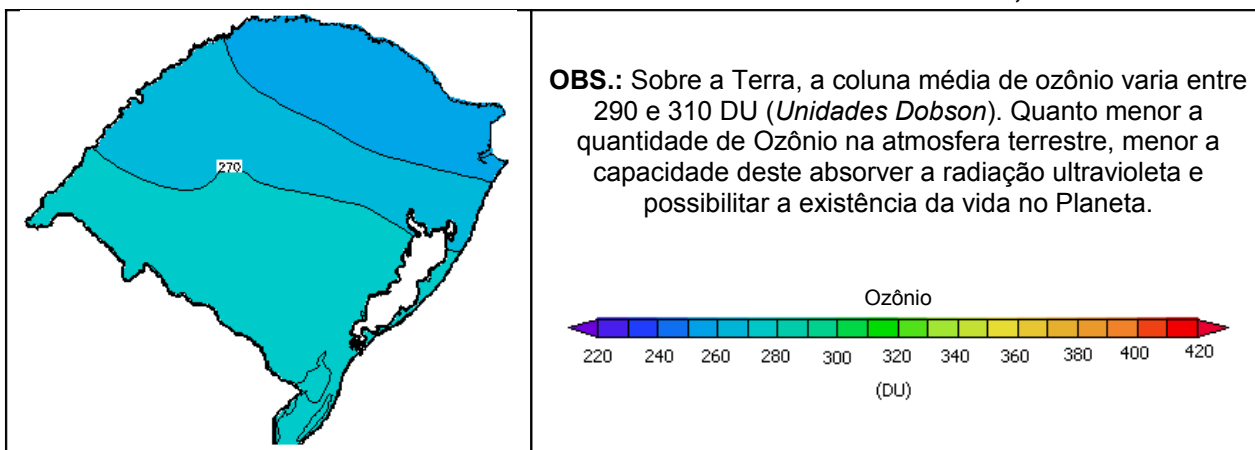 270
OBS.: Sobre a Terra, a coluna média de ozônio varia entre
290 e 310 DU (Unidades Dobson). Quanto menor a
quantidade de Ozônio na atmosfera terrestre, menor a
capacidade deste absorver a radiação ultravioleta e
possibilitar a existência da vida no Planeta.
Ozônio
220 240 260 280 300 320 340 360 380 400 420
(DU)